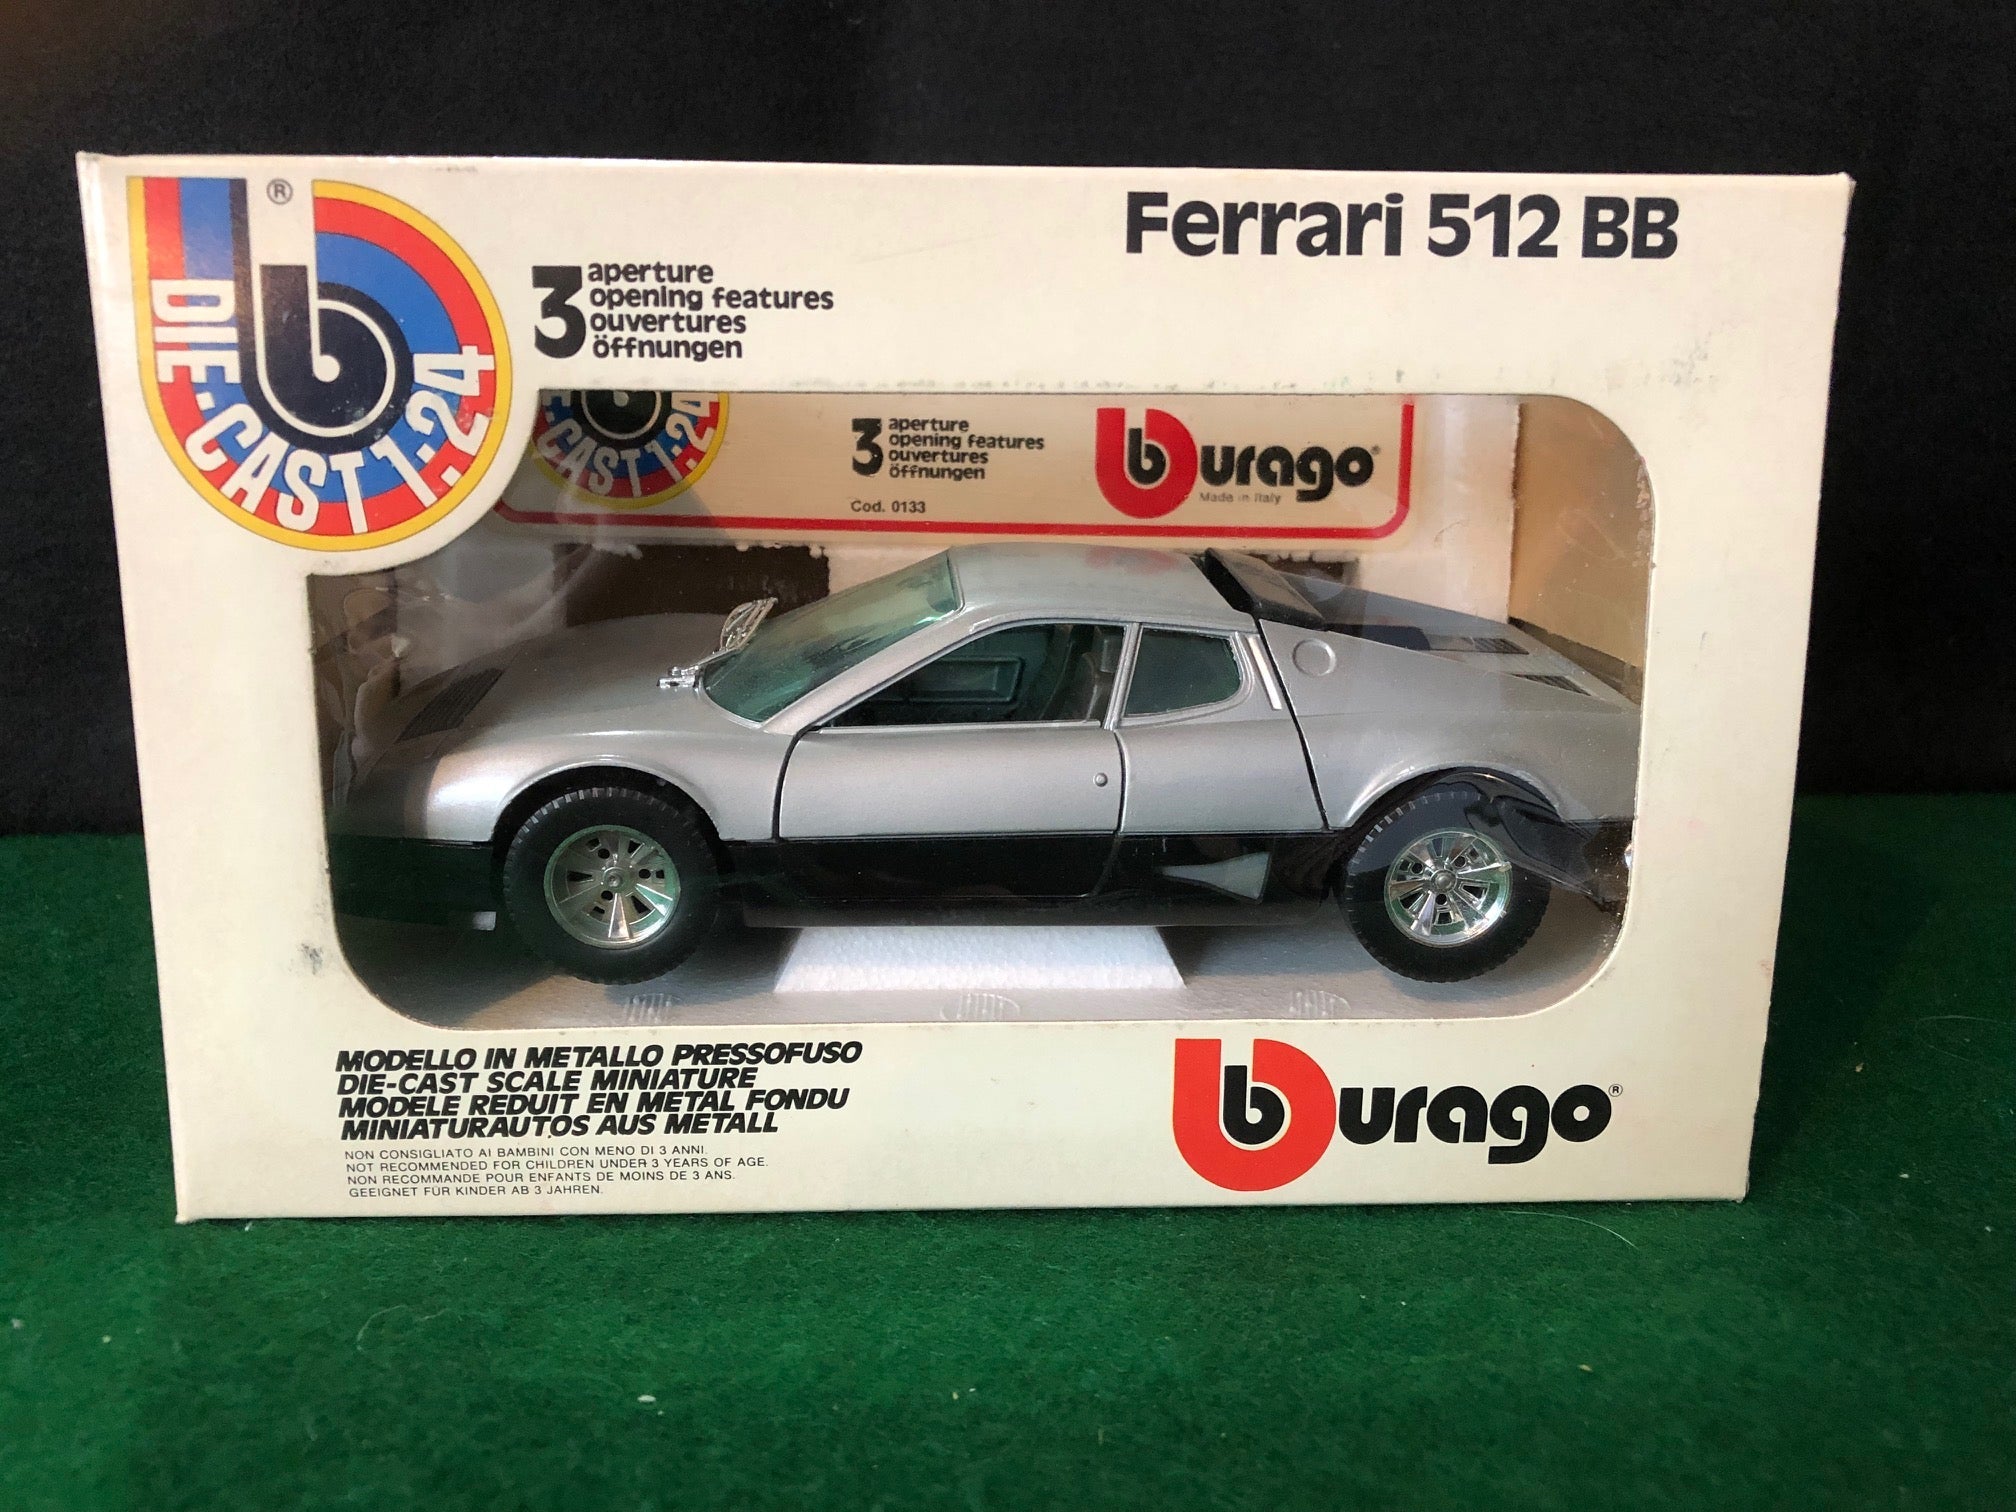 ®
b
DIE-CAST 1:24
Ferrari 512 BB
3 aperture
opening features
ouvertures
öffnungen
E-CAST 1:24
3 aperture
opening features
ouvertures
öffnungen
Cod. 0133
burago®
Made in Italy
MODELLO IN METALLO PRESSOFUSO
DIE-CAST SCALE MINIATURE
MODELE REDUIT EN METAL FONDU
MINIATURAUTOS AUS METALL
NON CONSIGLIATO AI BAMBINI CON MENO DI 3 ANNI.
NOT RECOMMENDED FOR CHILDREN UNDER 3 YEARS OF AGE.
NON RECOMMANDE POUR ENFANTS DE MOINS DE 3 ANS.
GEEIGNET FÜR KINDER AB 3 JAHREN.
burago®